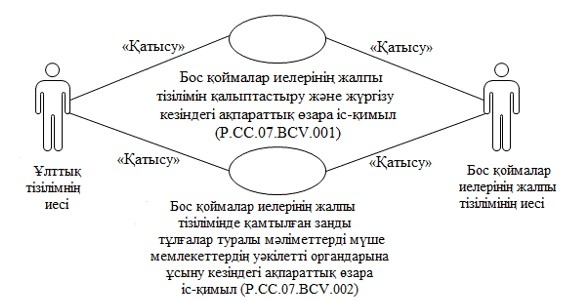 «Қатысу»
«Қатысу»
Бос қоймалар иелерінің жалпы
тізілімін қалыптастыру және жүргізу
кезіндегі ақпараттық өзара іс-қимыл
(P.CC.07.BCV.001)
«Қатысу»
«Қатысу»
Ұлттық
тізілімнің
иесі
Бос қоймалар
иелерінің жалпы
тізілімінің иесі
Бос қоймалар иелерінің жалпы
тізілімінде қамтылған заңды
тұлғалар туралы мәліметтерді мүше
мемлекеттердің уәкілетті органдарына
ұсыну кезіндегі ақпараттық өзара
іс-қимыл (P.CC.07.BCV.002)